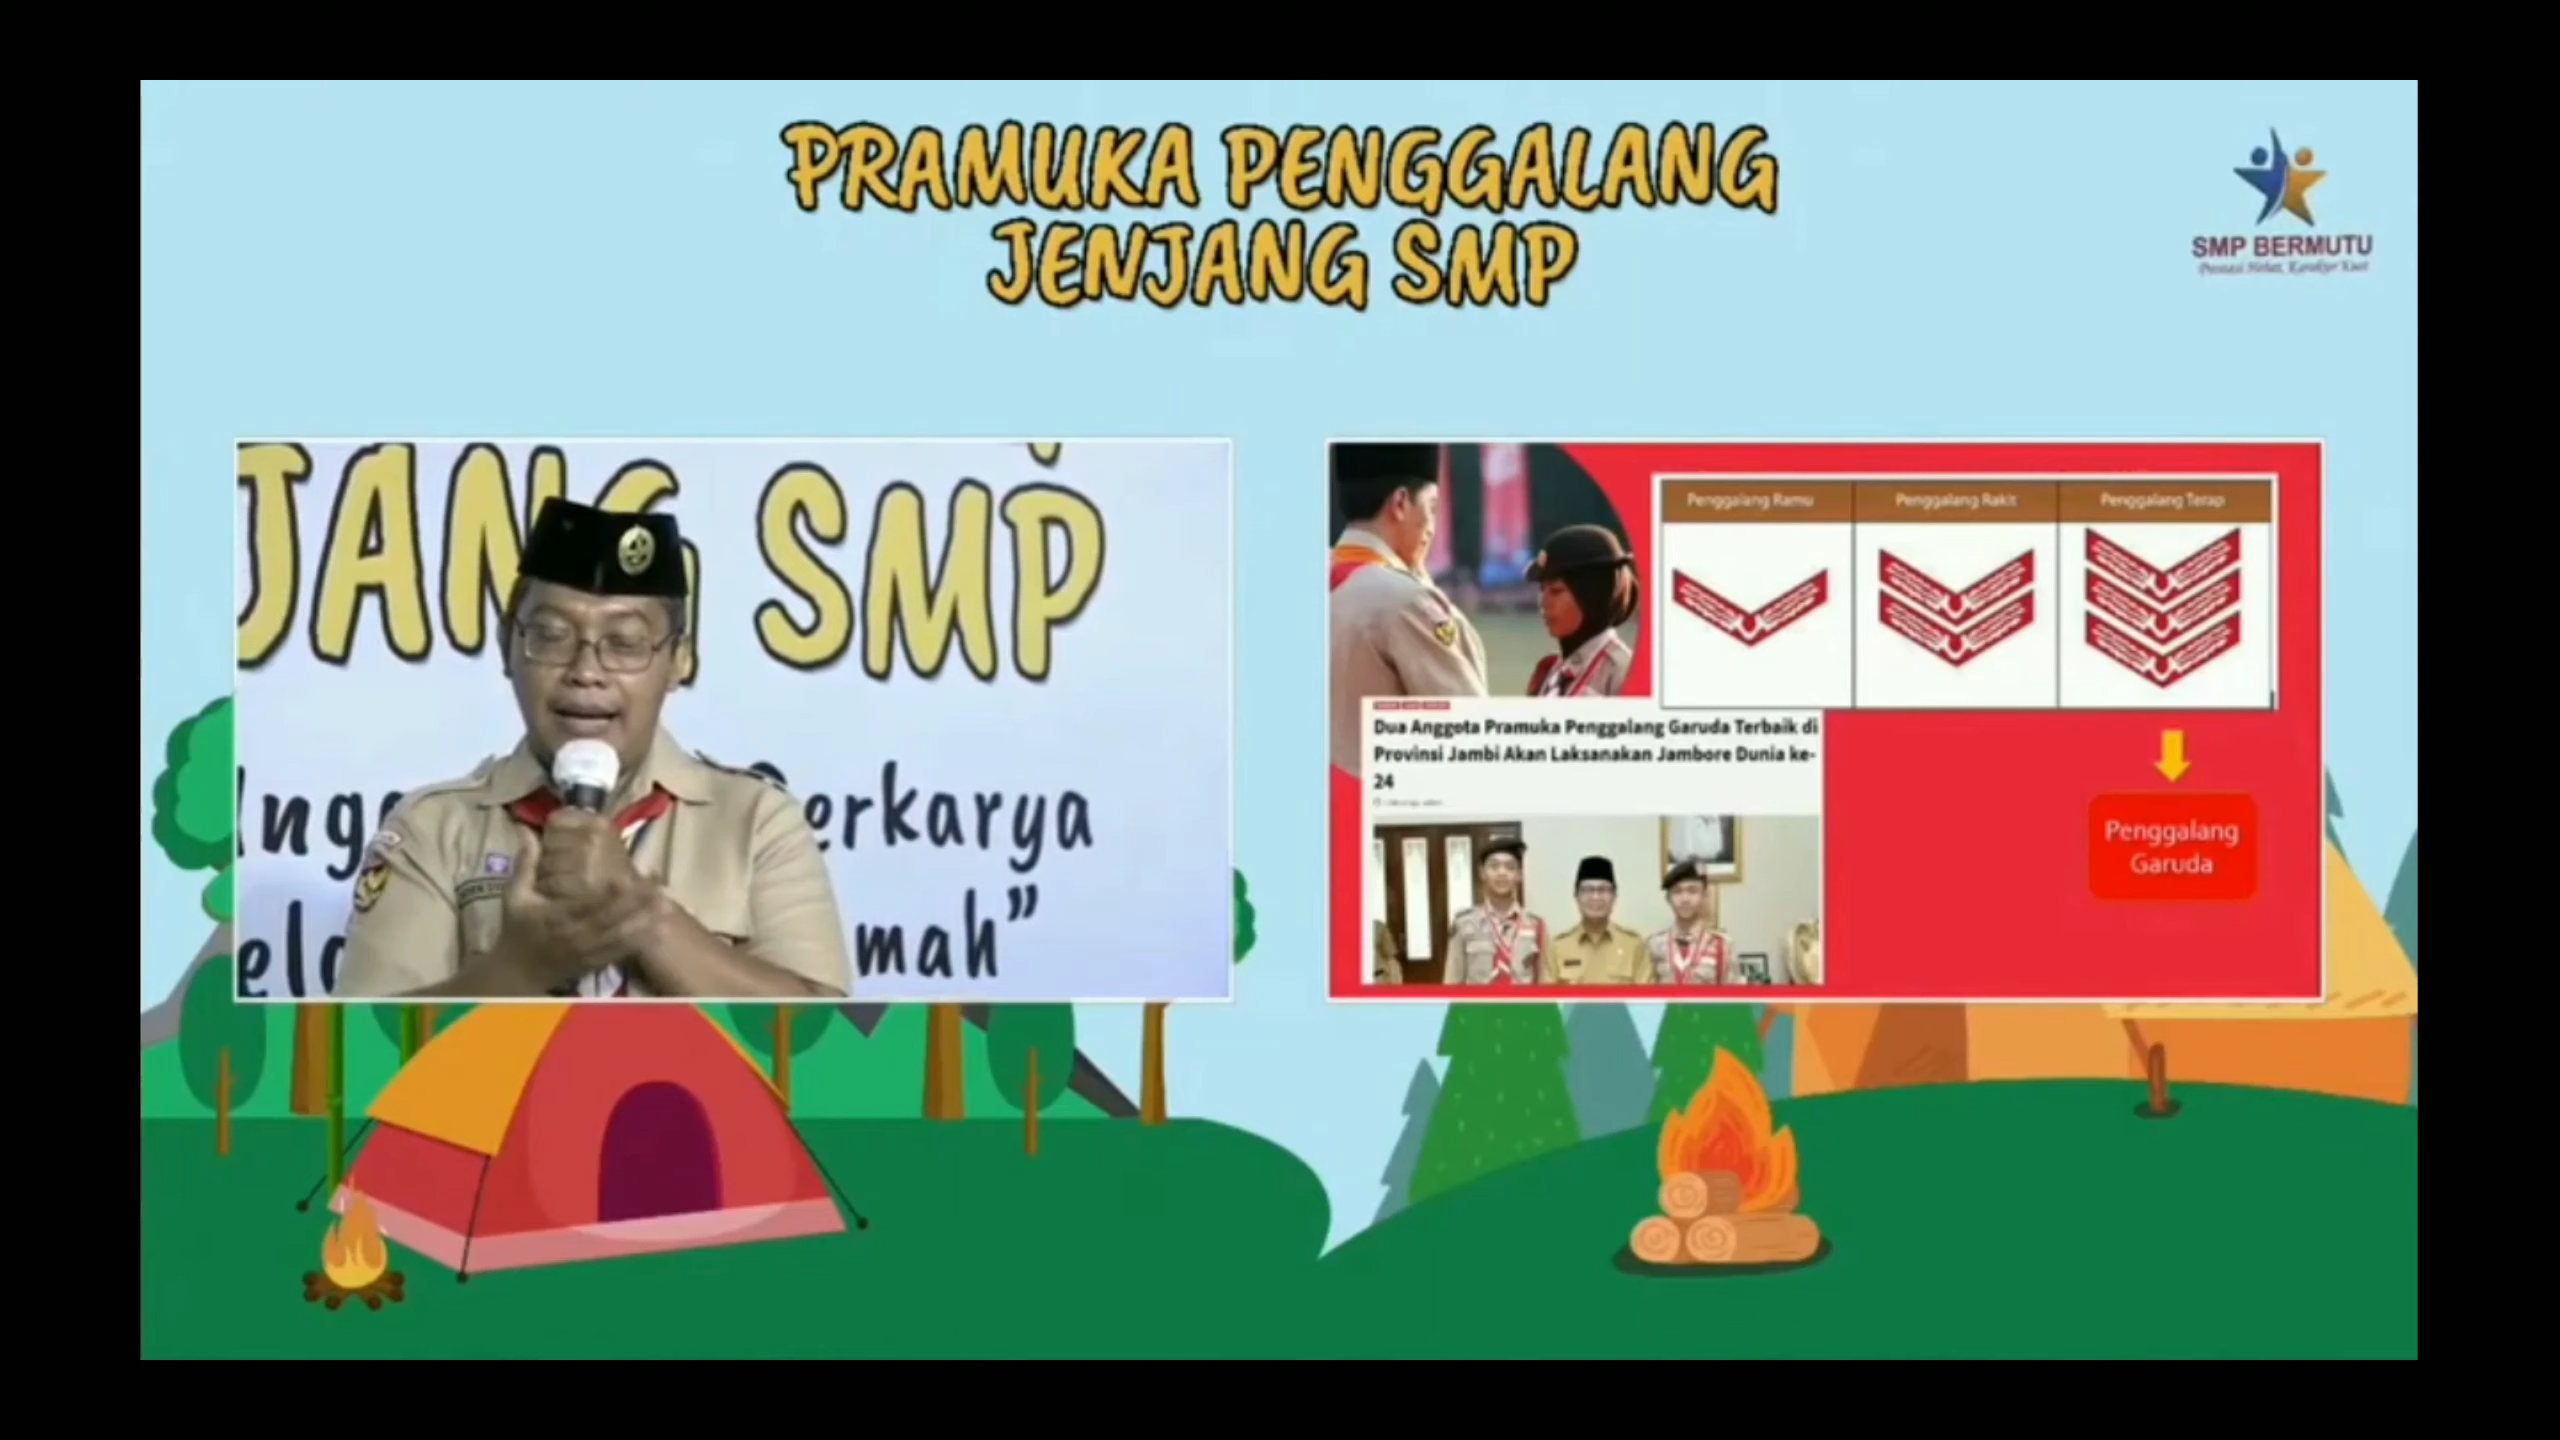 PRAMUKA PENGGALANG
JENJANG SMP
SMP BERMUTU
JANG SMP
erkarya
mah”
Penggalang Ramu
Penggalang Rakit
Penggalang Terap
Dua Anggota Pramuka Penggalang Garuda Terbaik di
Provinsi Jambi Akan Laksanakan Jambore Dunia ke-
24
Penggalang
Garuda